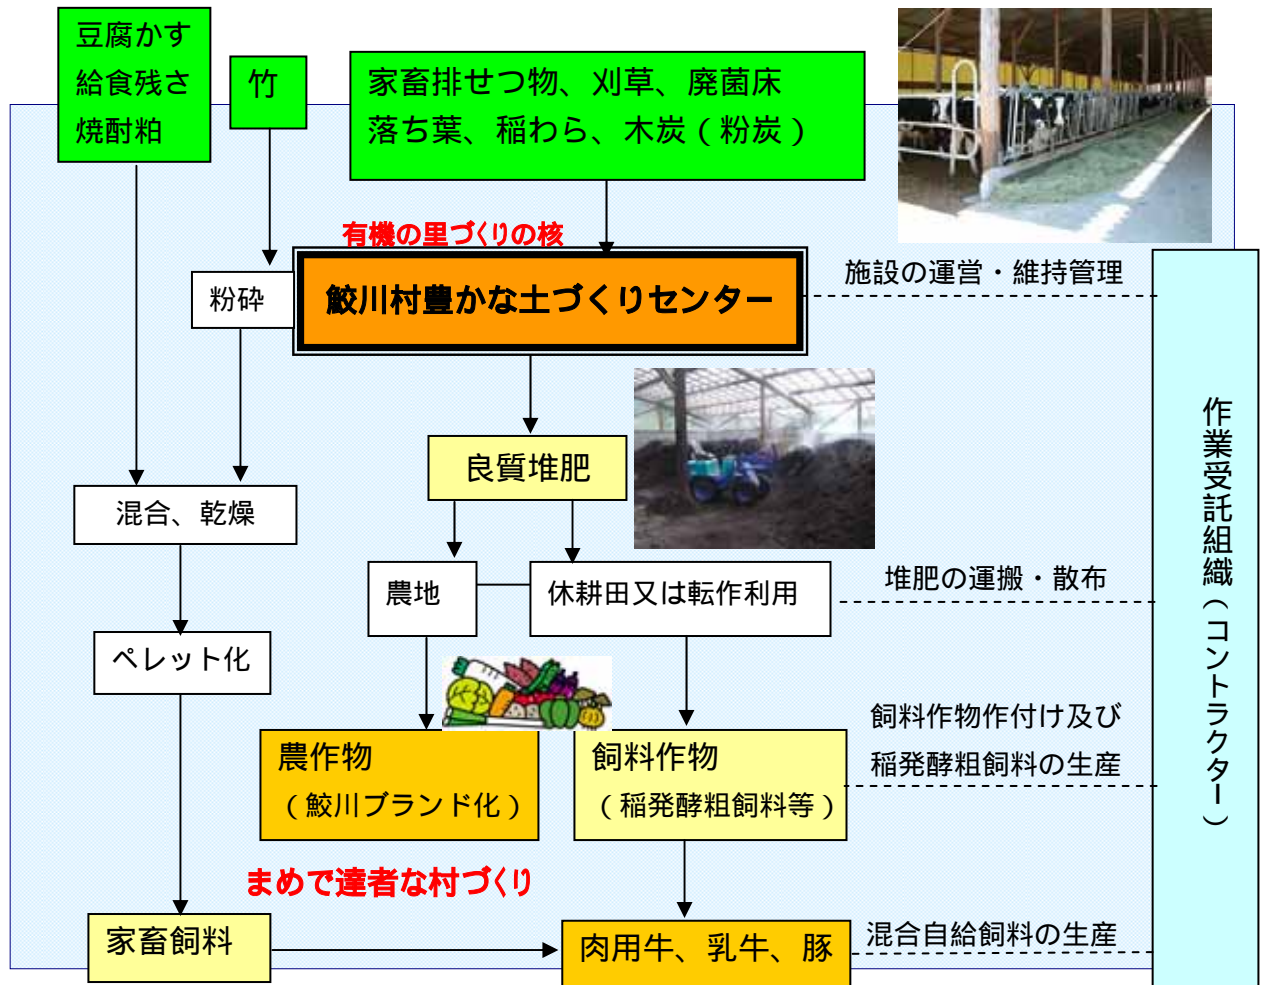 豆腐かす
給食残さ
焼酎粕
竹
家畜排せつ物、刈草、廃菌床
落ち葉、稲わら、木炭(粉炭)
有機の里づくりの核
粉砕
鮫川村豊かな土づくりセンター
施設の運営・維持管理
良質堆肥
混合、乾燥
農地
休耕田又は転作利用
堆肥の運搬・散布
ペレット化
飼料作物作付け及び
稲発酵粗飼料の生産
農作物
(鮫川ブランド化)
飼料作物
(稲発酵粗飼料等)
まめで達者な村づくり
家畜飼料
肉用牛、乳牛、豚
混合自給飼料の生産
作業受託組織(コントラクター)